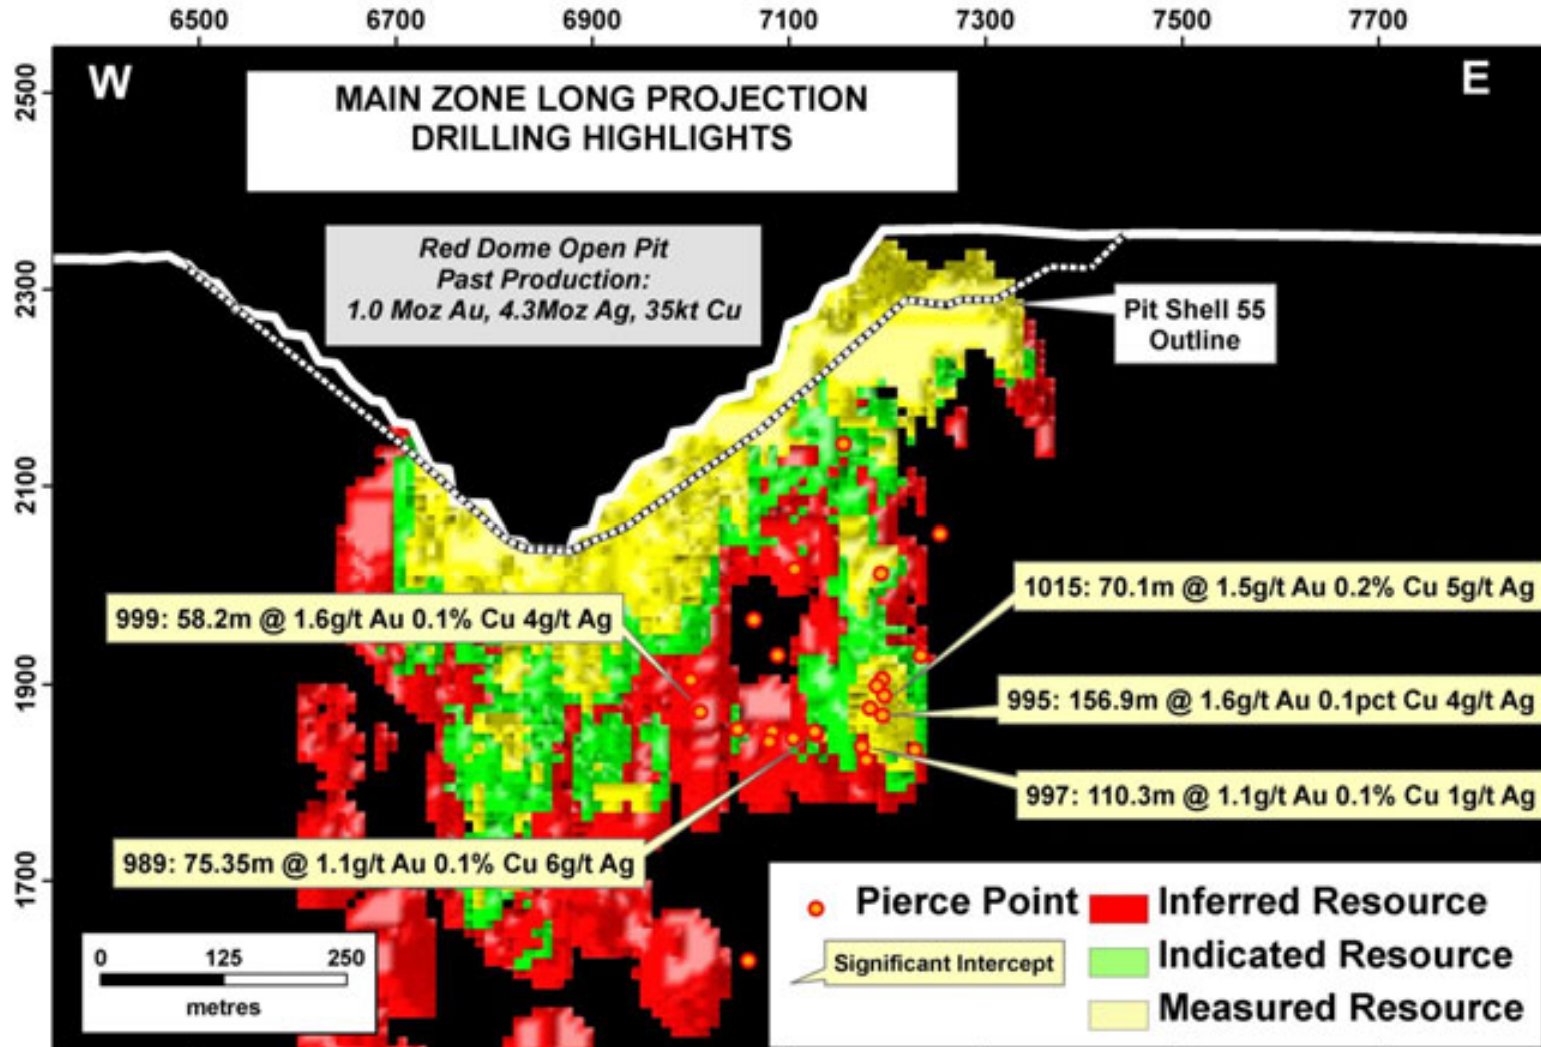 6500 6700 6900 7100 7300 7500 7700
2500
2300
2100
1900
1700
W
E
MAIN ZONE LONG PROJECTION
DRILLING HIGHLIGHTS
Red Dome Open Pit
Past Production:
1.0 Moz Au, 4.3Moz Ag, 35kt Cu
Pit Shell 55
Outline
1015: 70.1m @ 1.5g/t Au 0.2% Cu 5g/t Ag
999: 58.2m @ 1.6g/t Au 0.1% Cu 4g/t Ag
995: 156.9m @ 1.6g/t Au 0.1pct Cu 4g/t Ag
997: 110.3m @ 1.1g/t Au 0.1% Cu 1g/t Ag
989: 75.35m @ 1.1g/t Au 0.1% Cu 6g/t Ag
0 125 250
metres
Pierce Point
Significant Intercept
Inferred Resource
Indicated Resource
Measured Resource